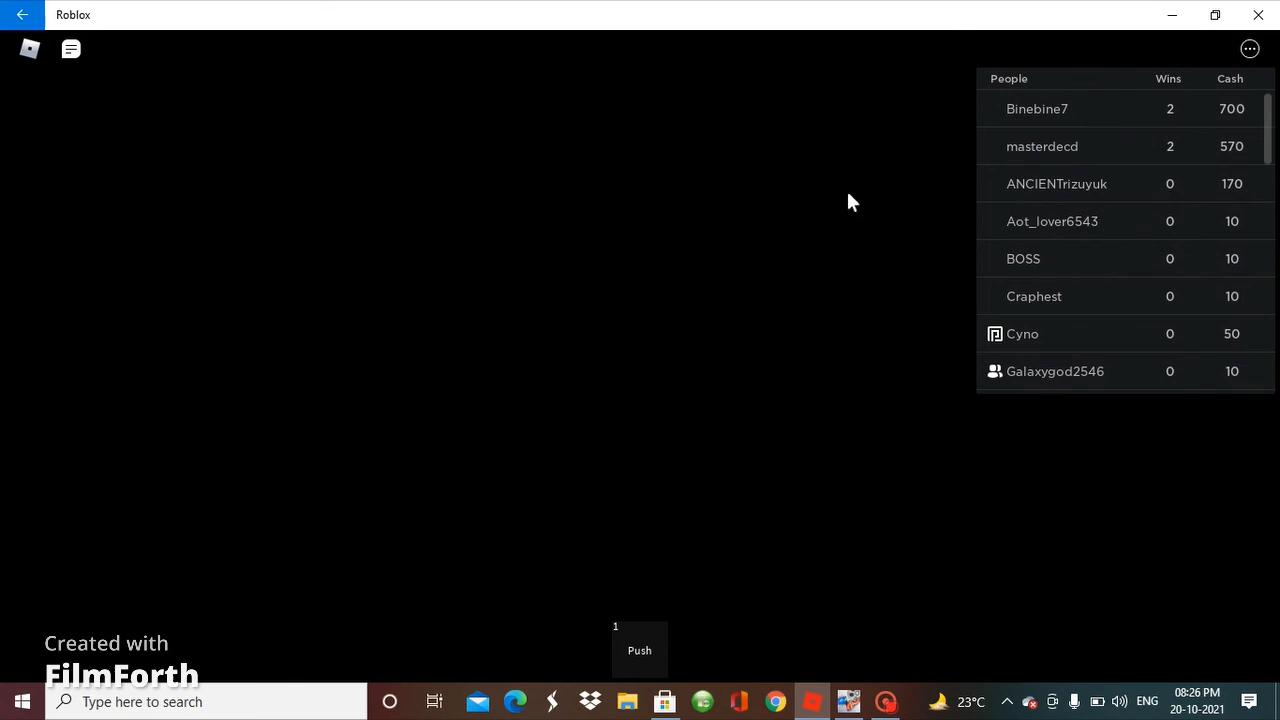 Roblox
People Wins Cash
Binebine7 2 700
masterdecd 2 570
ANCIENTrizuyuk 0 170
Aot_lover6543 0 10
BOSS 0 10
Craphest 0 10
Cyno 0 50
Galaxygod2546 0 10
1
Push
Created with
FilmForth
Type here to search
23°C
ENG
08:26 PM
20-10-2021